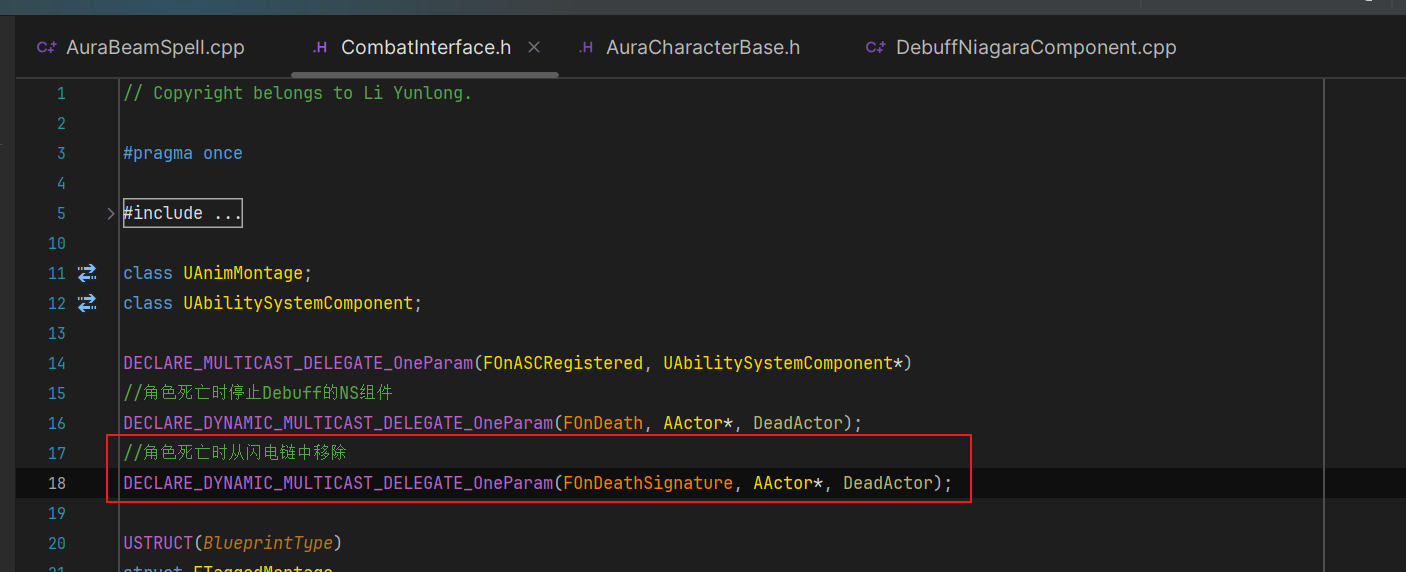 C++ AuraBeamSpell.cpp .H CombatInterface.h × .H AuraCharacterBase.h C++ DebuffNiagaraComponent.cpp
1 // Copyright belongs to Li Yunlong.
2
3 #pragma once
4
5 #include ...
10
11 class UAnimMontage;
12 class UAbilitySystemComponent;
13
14 DECLARE_MULTICAST_DELEGATE_OneParam(FOnASCRegistered, UAbilitySystemComponent*)
15 //角色死亡时停止Debuff的NS组件
16 DECLARE_DYNAMIC_MULTICAST_DELEGATE_OneParam(FOnDeath, AActor*, DeadActor);
17 //角色死亡时从闪电链中移除
18 DECLARE_DYNAMIC_MULTICAST_DELEGATE_OneParam(FOnDeathSignature, AActor*, DeadActor);
19
20 USTRUCT(BlueprintType)
21 struct FTaggedMontage